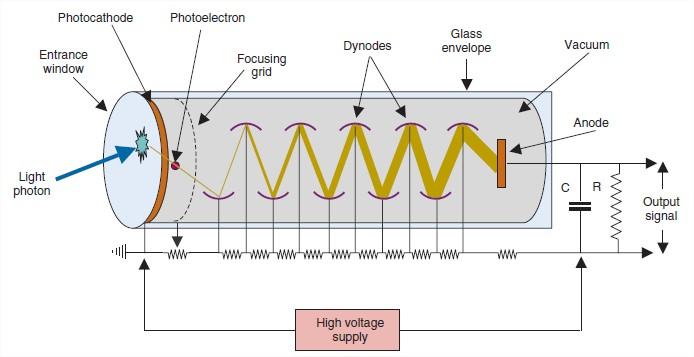 Photocathode
Photoelectron
Entrance
window
Focusing
grid
Dynodes
Glass
envelope
Vacuum
Anode
Light
photon
C
R
Output
signal
High voltage
supply